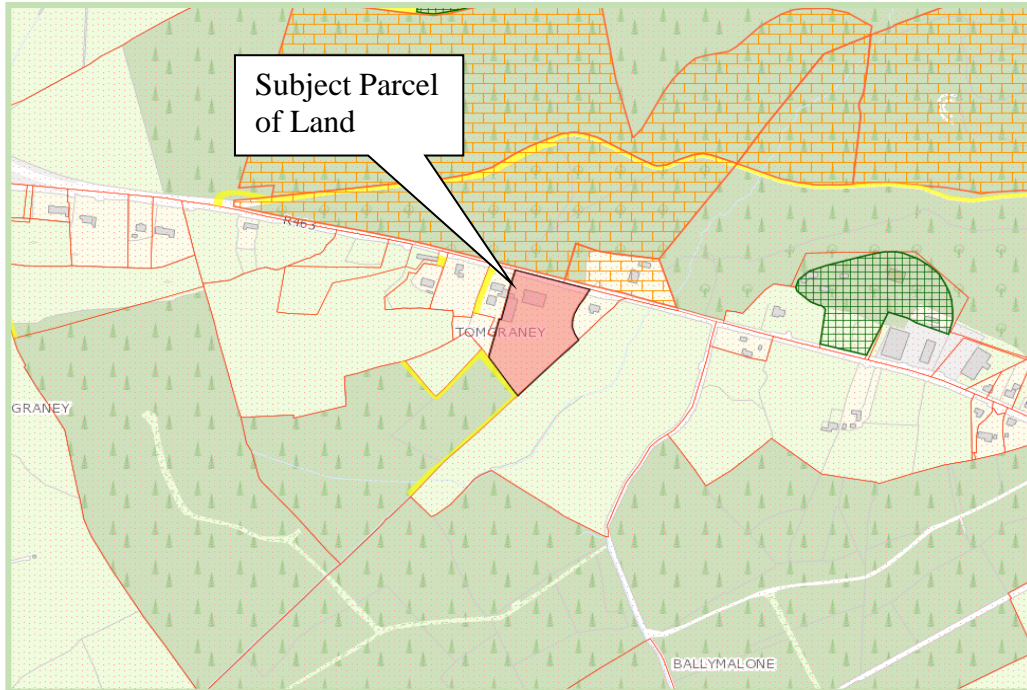 Subject Parcel
of Land
R463
TOMGRANEY
GRANEY
BALLYMALONE